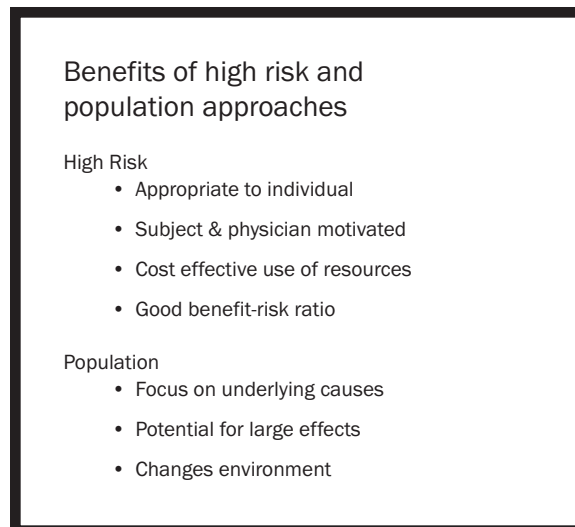 Benefits of high risk and
population approaches
High Risk
• Appropriate to individual
• Subject & physician motivated
• Cost effective use of resources
• Good benefit-risk ratio
Population
• Focus on underlying causes
• Potential for large effects
• Changes environment